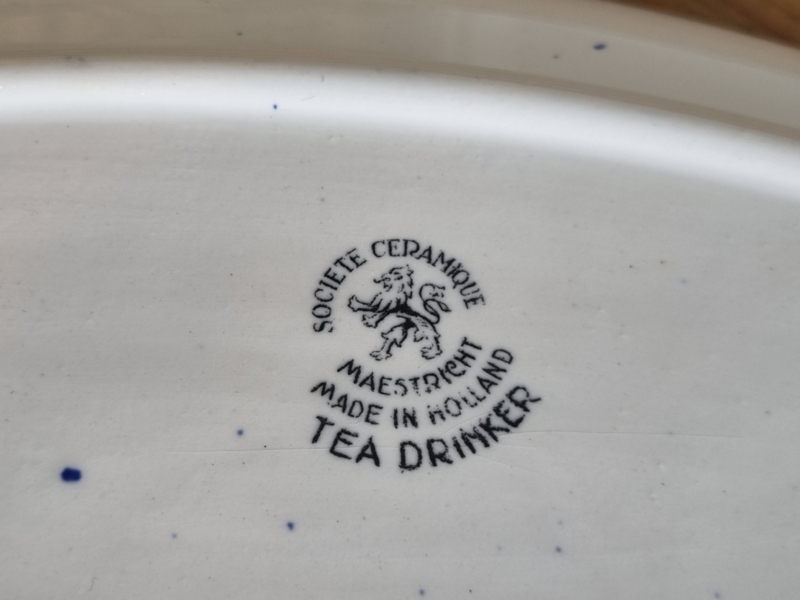 SOCIETE CERAMIQUE
MAESTRICHT
MADE IN HOLLAND
TEA DRINKER